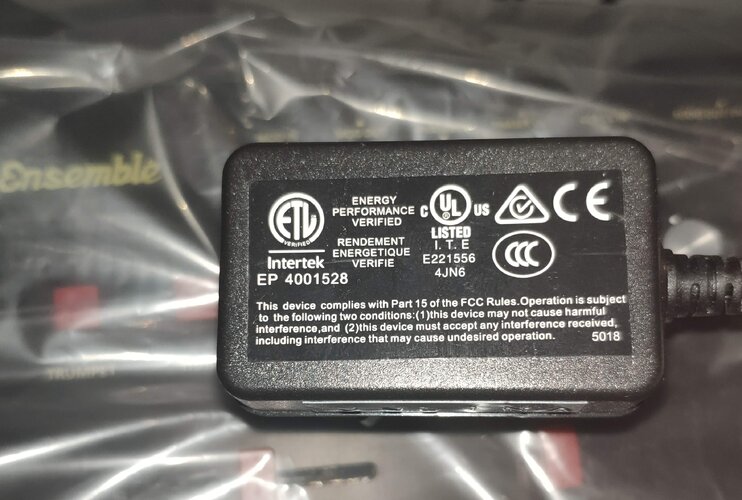 Ensemble
ETL
VERIFIED
Intertek
EP 4001528
ENERGY
PERFORMANCE
VERIFIED
RENDEMENT
ENERGETIQUE
VERIFIE
C UL US
LISTED
I. T. E
E221556
4JN6
CE
CCC
This device complies with Part 15 of the FCC Rules.Operation is subject
to the following two conditions:(1)this device may not cause harmful
interference,and (2)this device must accept any interference received,
including interference that may cause undesired operation.
5018
TRUMPET